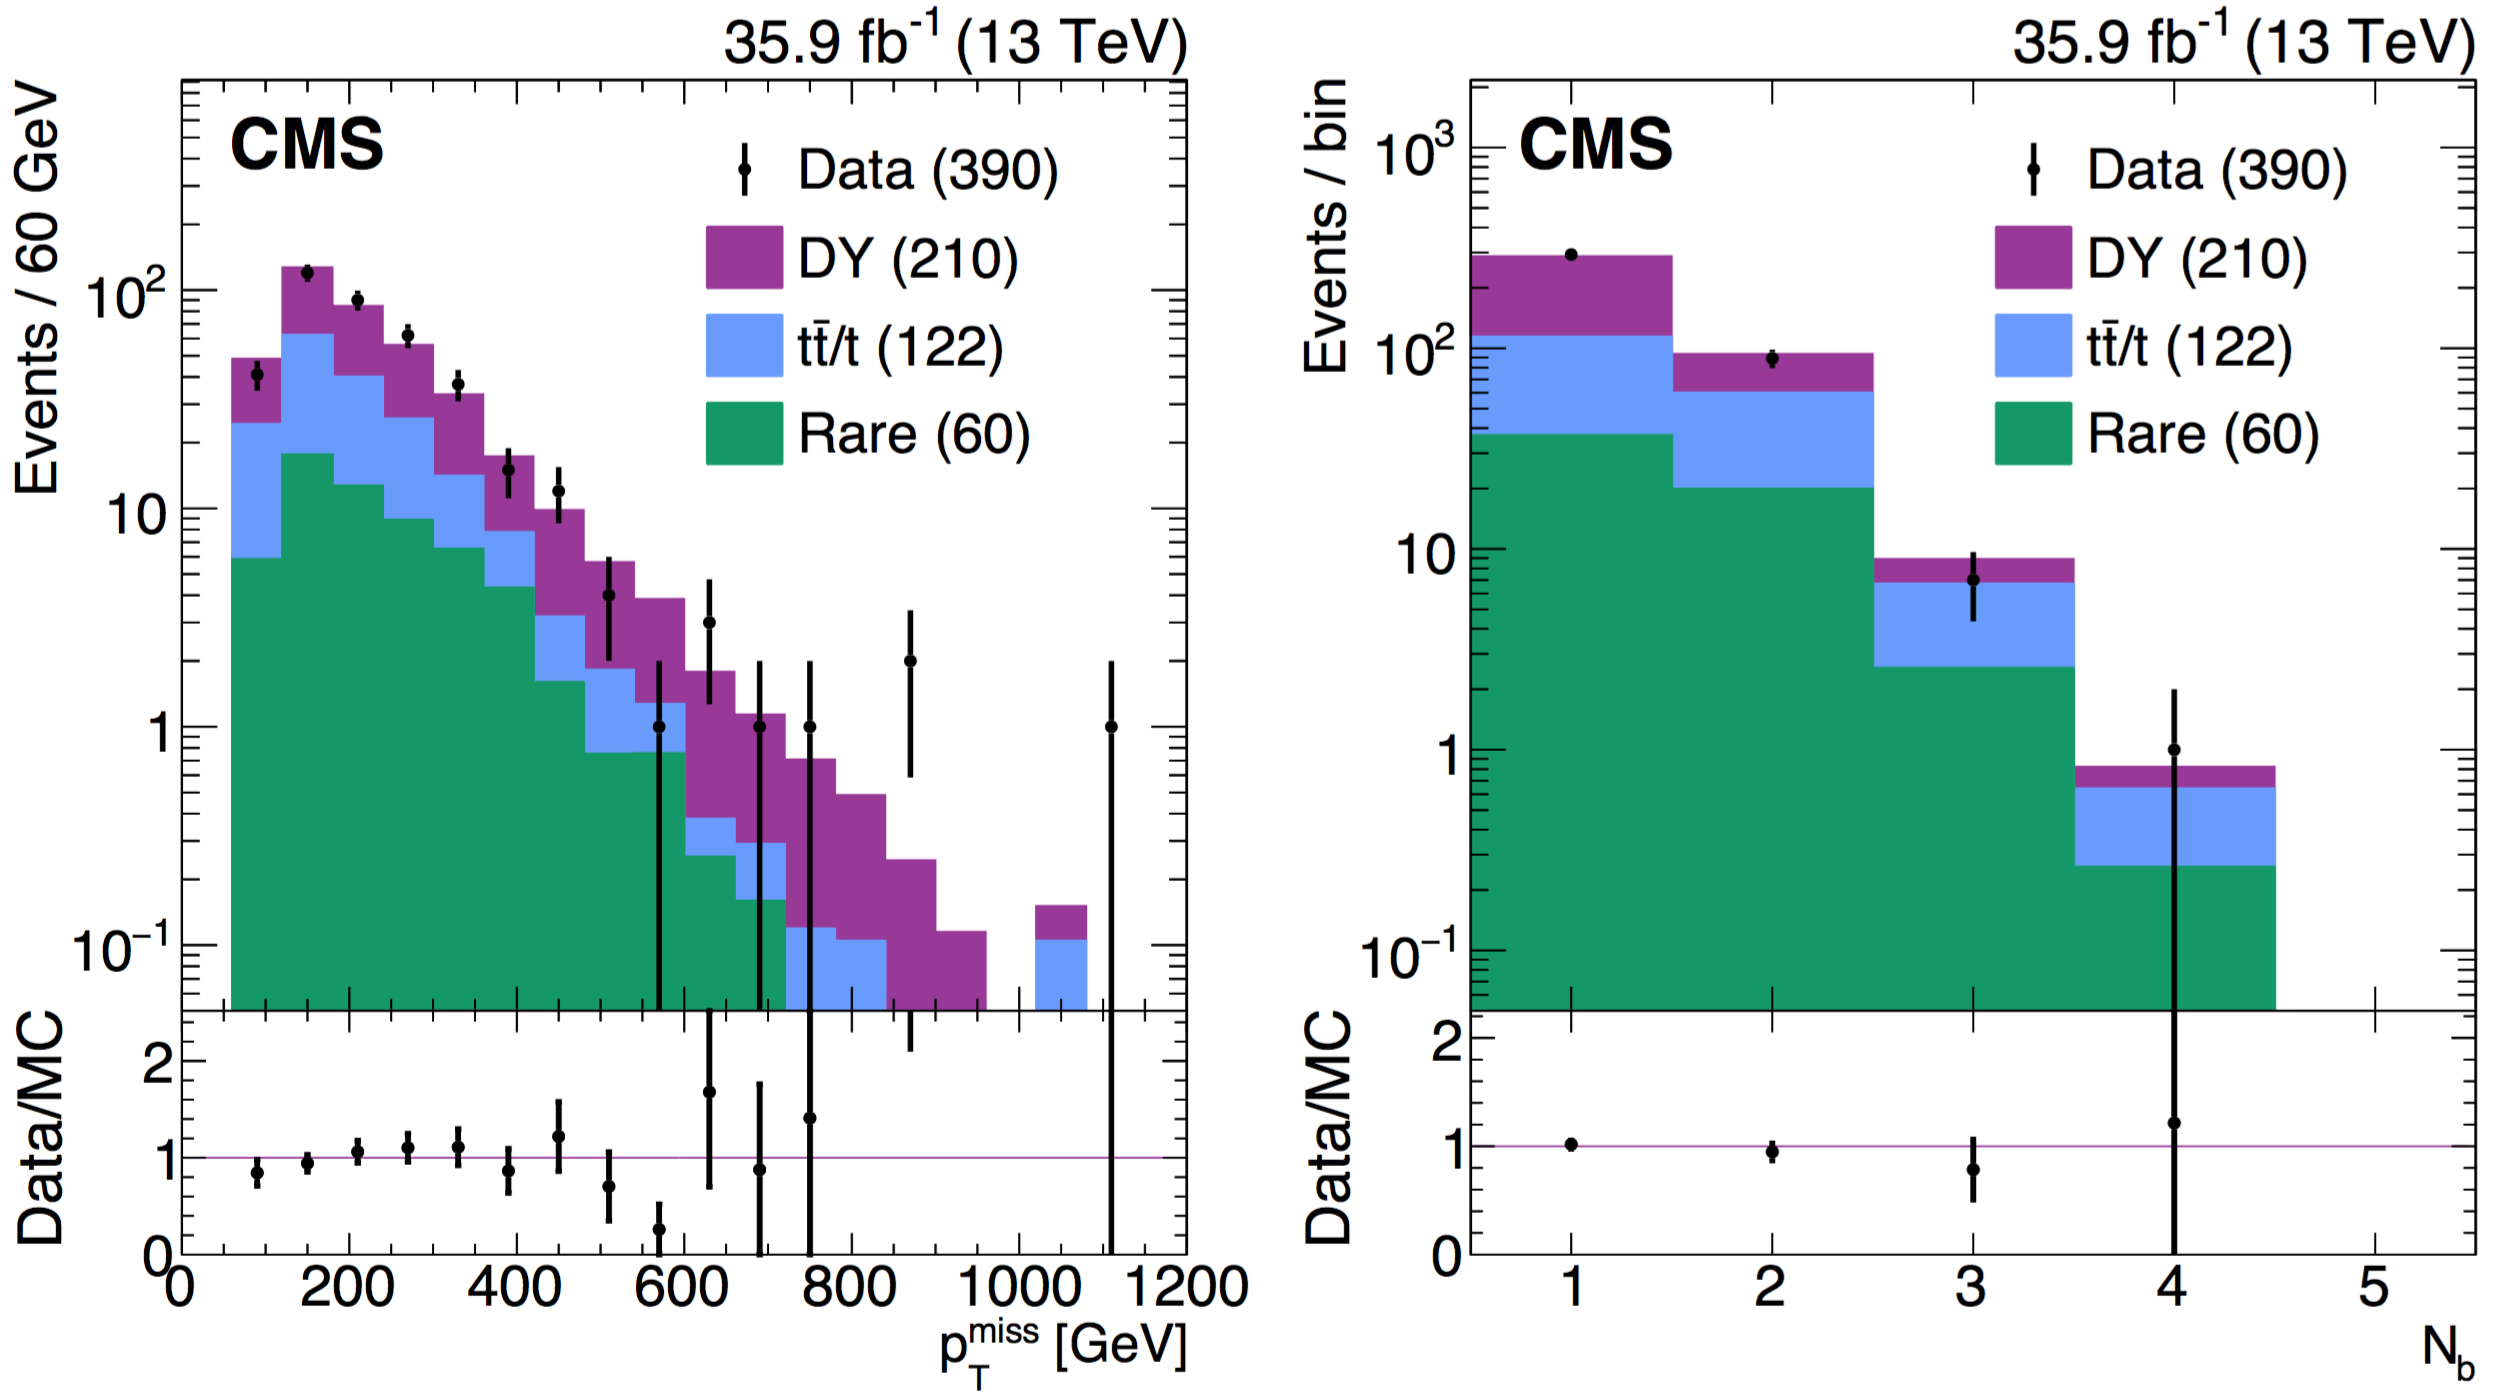 35.9 fb⁻¹ (13 TeV)
CMS
Data (390)
DY (210)
tt̄/t (122)
Rare (60)
Events / 60 GeV
10²
10
1
10⁻¹
Data/MC
2
1
0
0 200 400 600 800 1000 1200
p_T^miss [GeV]
35.9 fb⁻¹ (13 TeV)
CMS
Data (390)
DY (210)
tt̄/t (122)
Rare (60)
Events / bin
10³
10²
10
1
10⁻¹
Data/MC
2
1
0
1 2 3 4 5
N_b